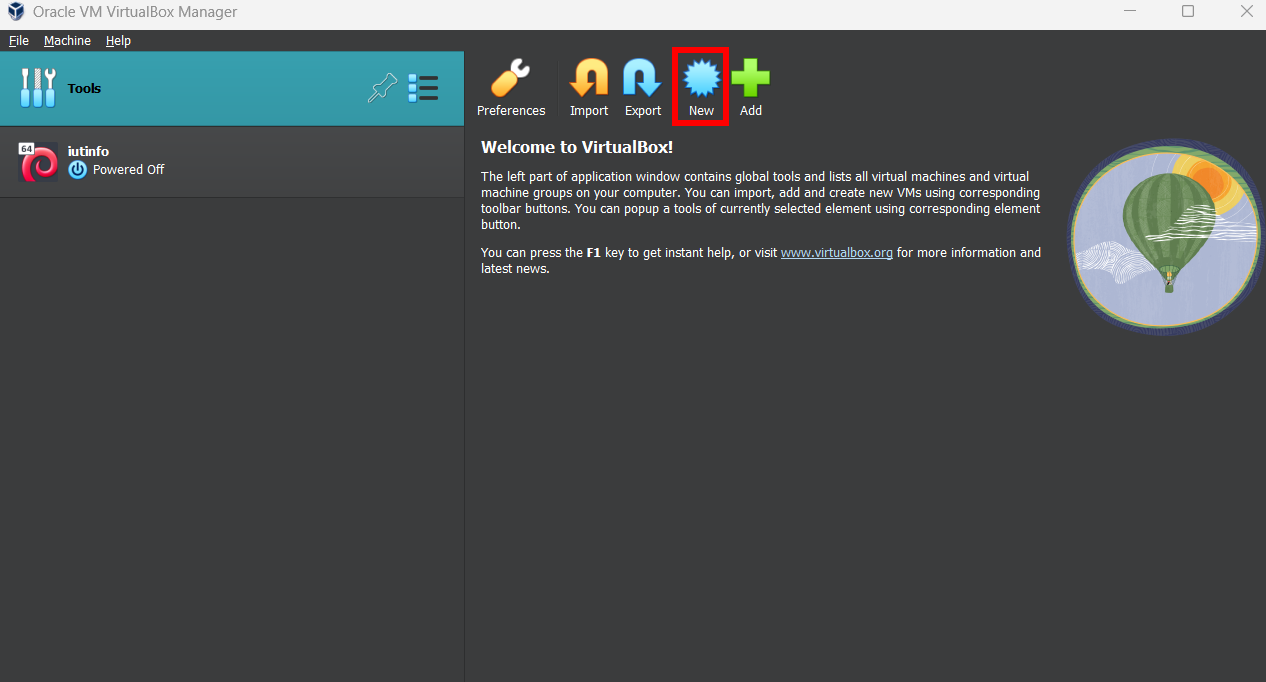 Oracle VM VirtualBox Manager
File Machine Help
Tools
64
iutinfo
Powered Off
Preferences Import Export New Add
Welcome to VirtualBox!
The left part of application window contains global tools and lists all virtual machines and virtual
machine groups on your computer. You can import, add and create new VMs using corresponding
toolbar buttons. You can popup a tools of currently selected element using corresponding element
button.
You can press the F1 key to get instant help, or visit www.virtualbox.org for more information and
latest news.